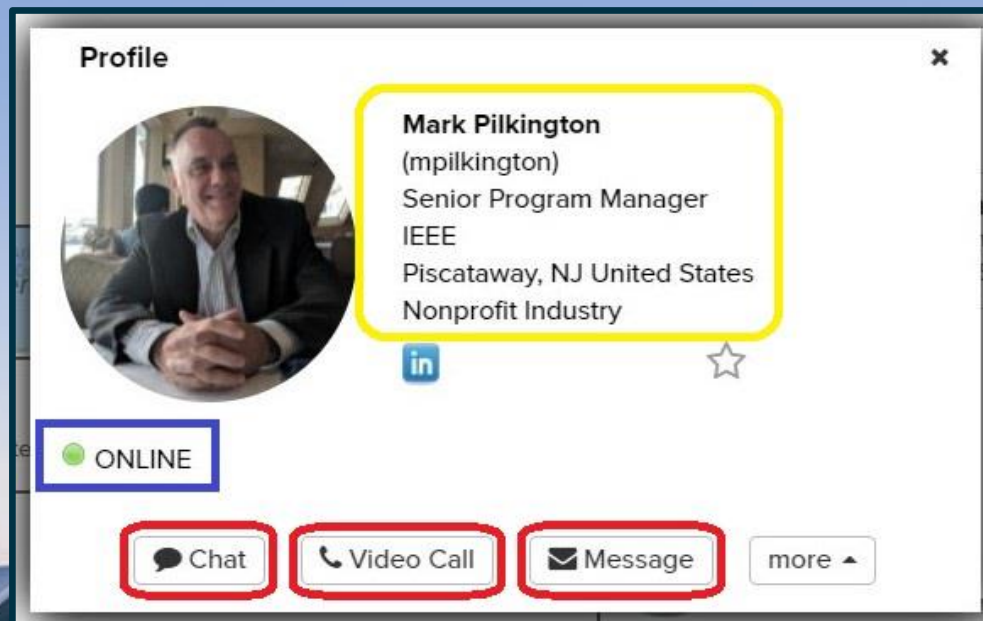 Profile
Mark Pilkington
(mpilkington)
Senior Program Manager
IEEE
Piscataway, NJ United States
Nonprofit Industry
in
ONLINE
Chat
Video Call
Message
more